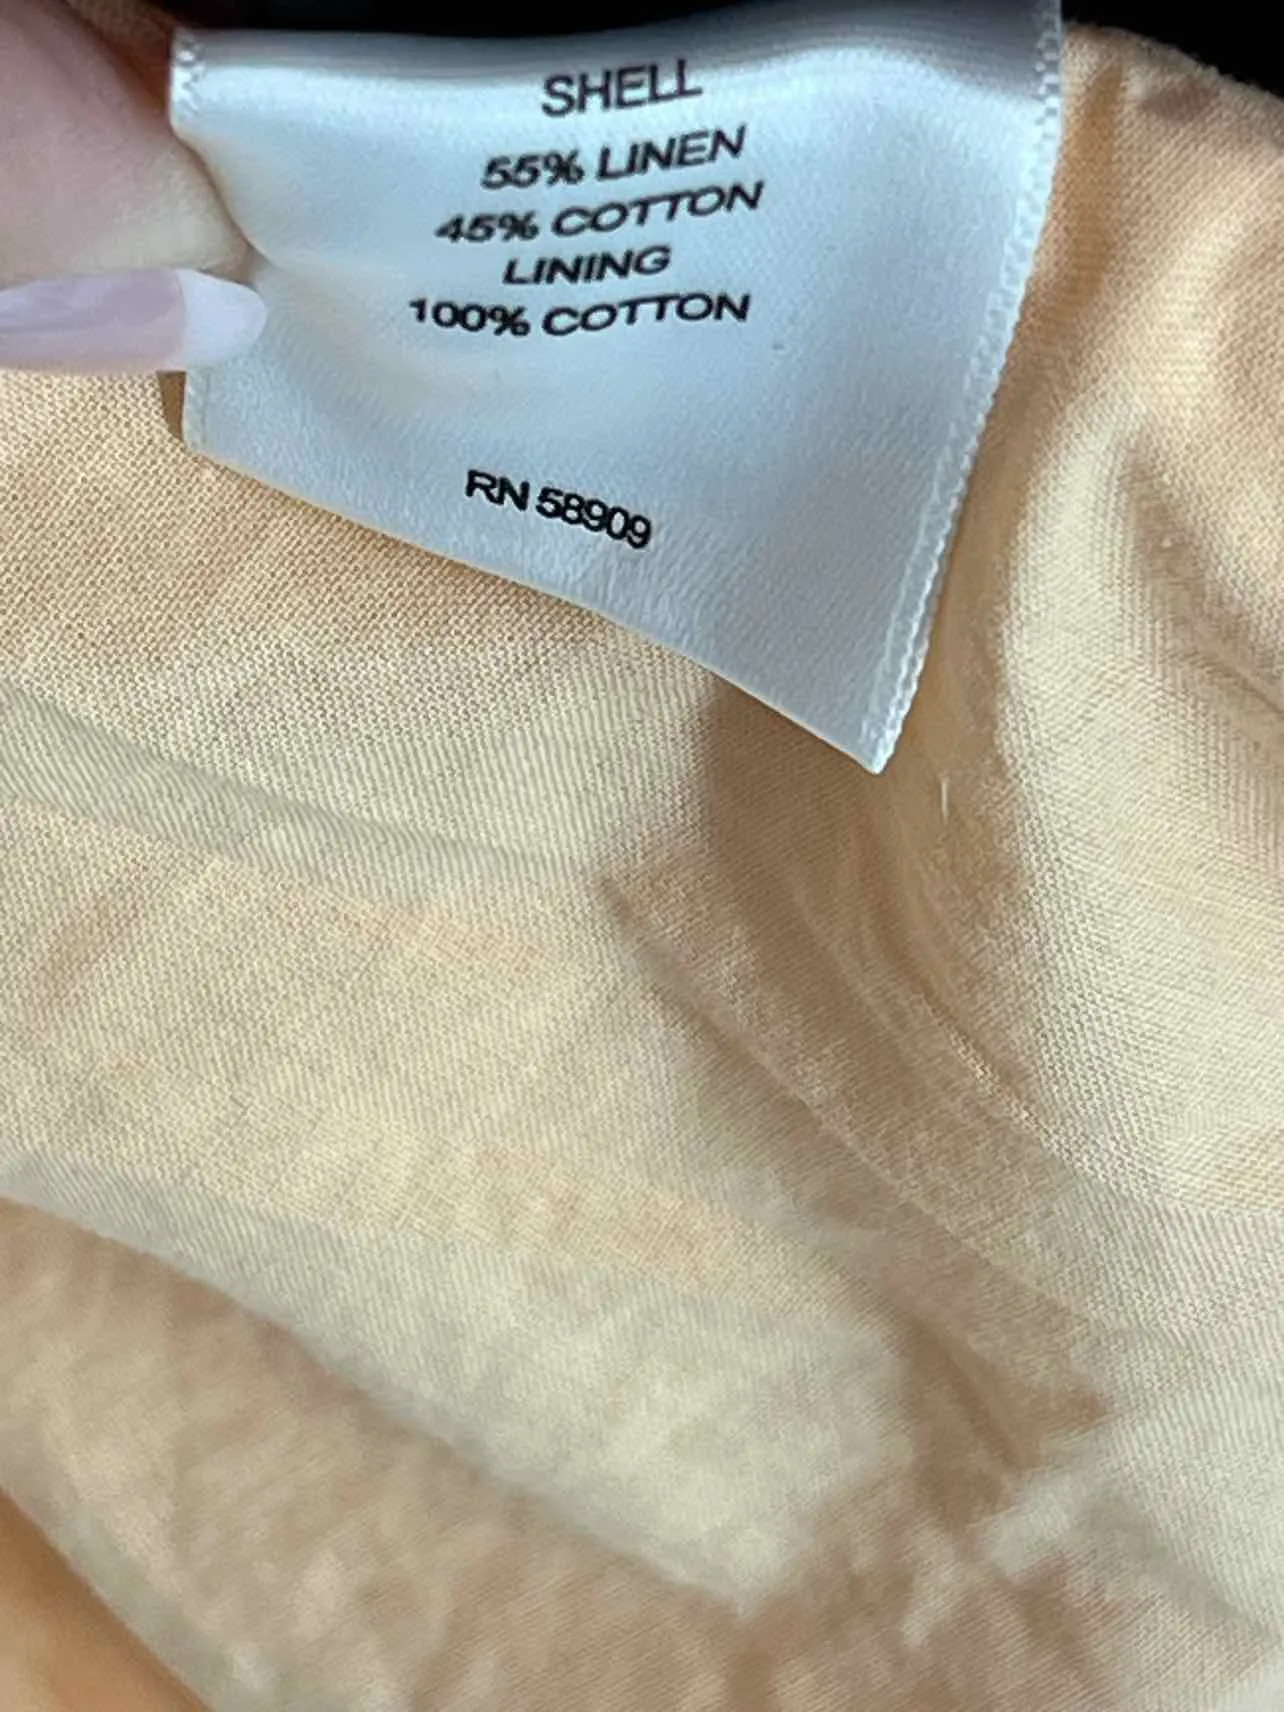 SHELL
55% LINEN
45% COTTON
LINING
100% COTTON
RN 58909